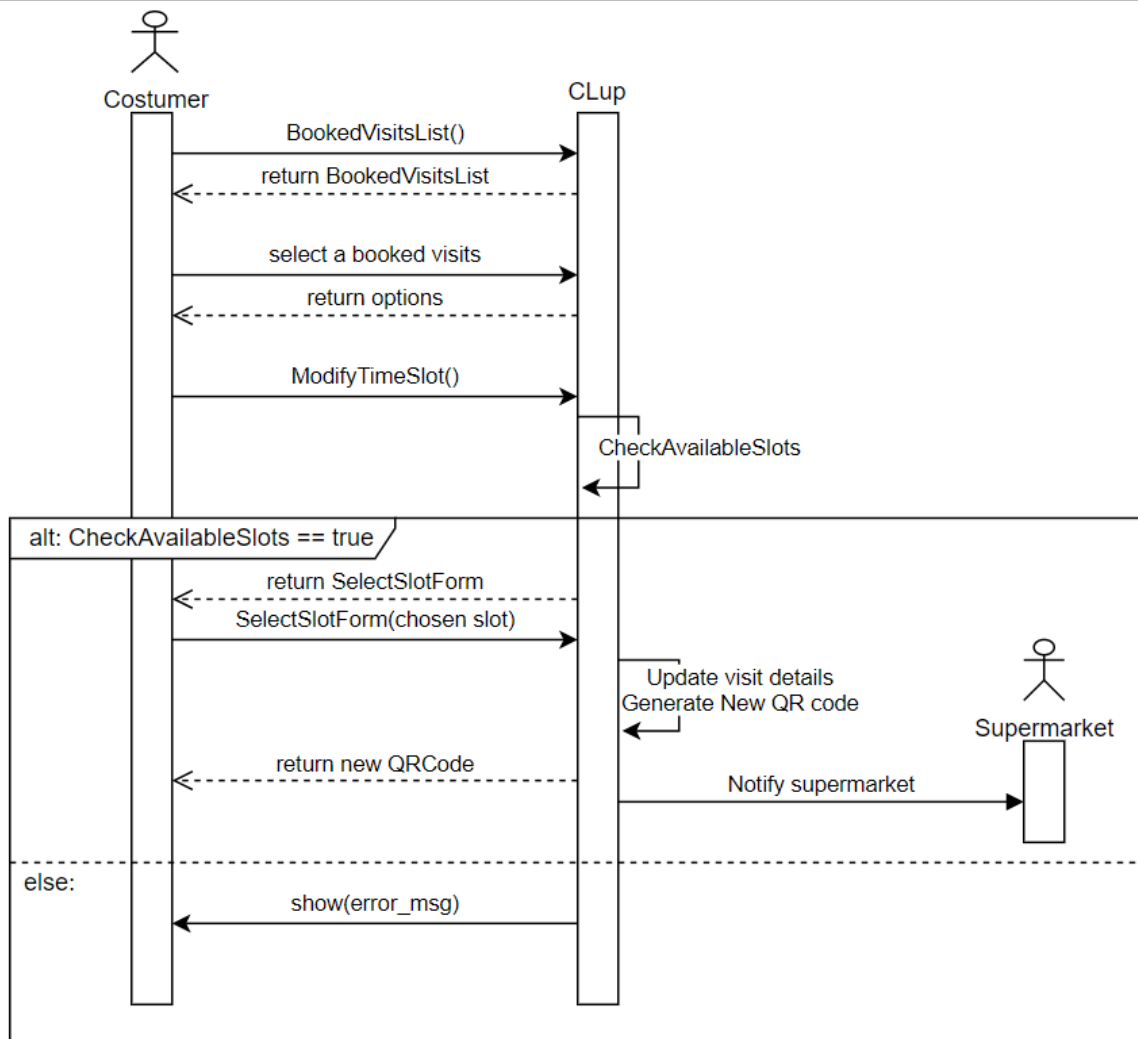 Costumer
CLup
BookedVisitsList()
return BookedVisitsList
select a booked visits
return options
ModifyTimeSlot()
CheckAvailableSlots
alt: CheckAvailableSlots == true
return SelectSlotForm
SelectSlotForm(chosen slot)
Update visit details
Generate New QR code
Supermarket
return new QRCode
Notify supermarket
else:
show(error_msg)